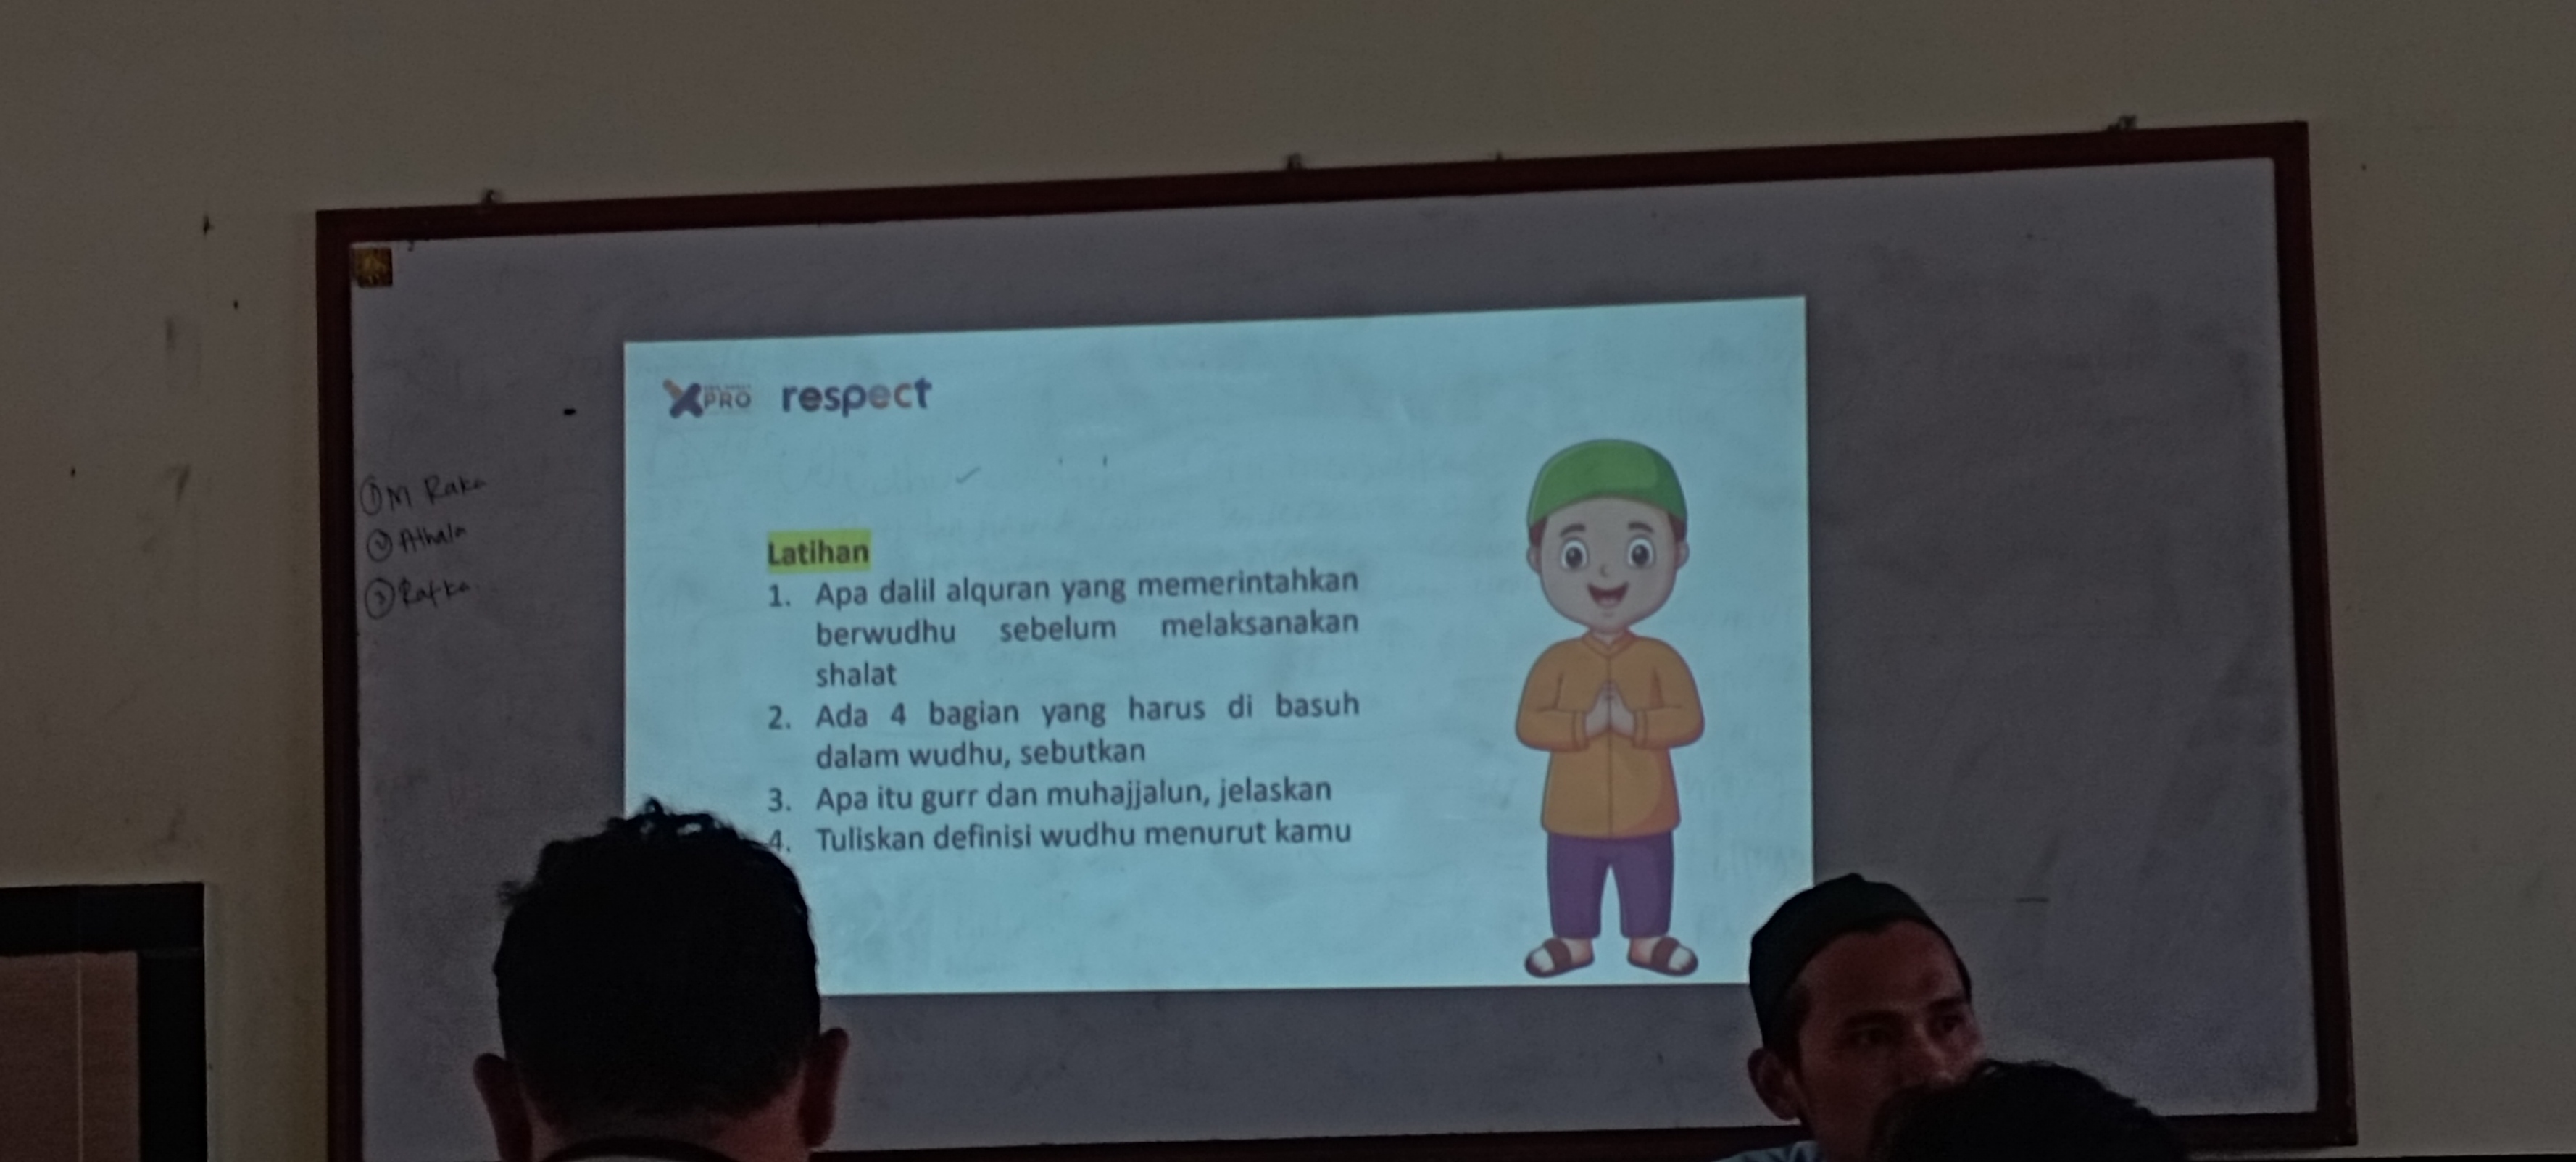 XPRO respect
① M Raka
② Athala
③ Rafka
Latihan
1. Apa dalil alquran yang memerintahkan
berwudhu sebelum melaksanakan
shalat
2. Ada 4 bagian yang harus di basuh
dalam wudhu, sebutkan
3. Apa itu gurr dan muhajjalun, jelaskan
4. Tuliskan definisi wudhu menurut kamu